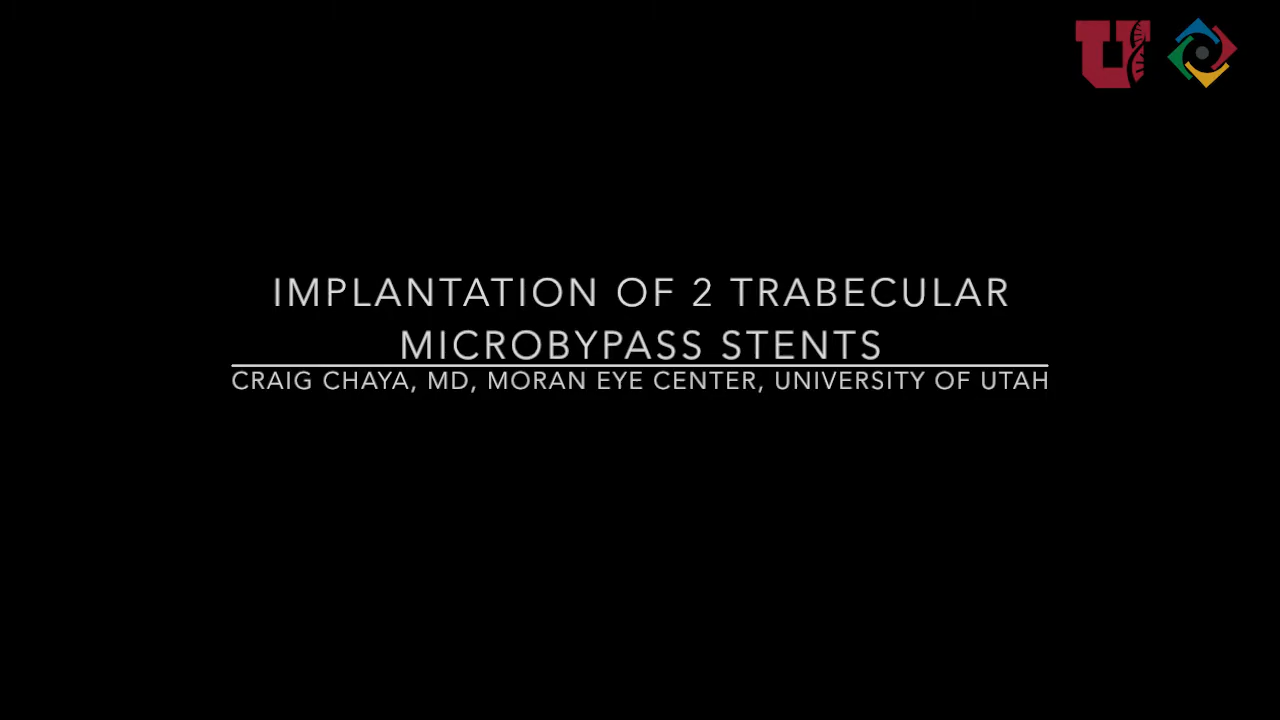 IMPLANTATION OF 2 TRABECULAR
MICROBYPASS STENTS
CRAIG CHAYA, MD, MORAN EYE CENTER, UNIVERSITY OF UTAH
U